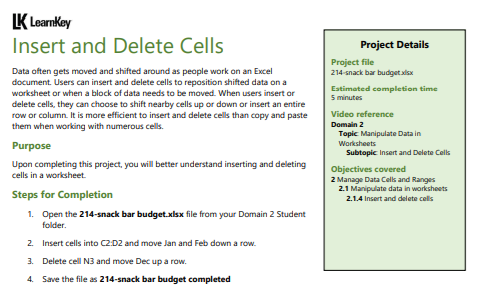 LK LearnKey
Insert and Delete Cells
Data often gets moved and shifted around as people work on an Excel
document. Users can insert and delete cells to reposition shifted data on a
worksheet or when a block of data needs to be moved. When users insert or
delete cells, they can choose to shift nearby cells up or down or insert an entire
row or column. It is more efficient to insert and delete cells than copy and paste
them when working with numerous cells.
Purpose
Upon completing this project, you will better understand inserting and deleting
cells in a worksheet.
Steps for Completion
1. Open the 214-snack bar budget.xlsx file from your Domain 2 Student
folder.
2. Insert cells into C2:D2 and move Jan and Feb down a row.
3. Delete cell N3 and move Dec up a row.
4. Save the file as 214-snack bar budget completed
Project Details
Project file
214-snack bar budget.xlsx
Estimated completion time
5 minutes
Video reference
Domain 2
Topic: Manipulate Data in
Worksheets
Subtopic: Insert and Delete Cells
Objectives covered
2 Manage Data Cells and Ranges
2.1 Manipulate data in worksheets
2.1.4 Insert and delete cells